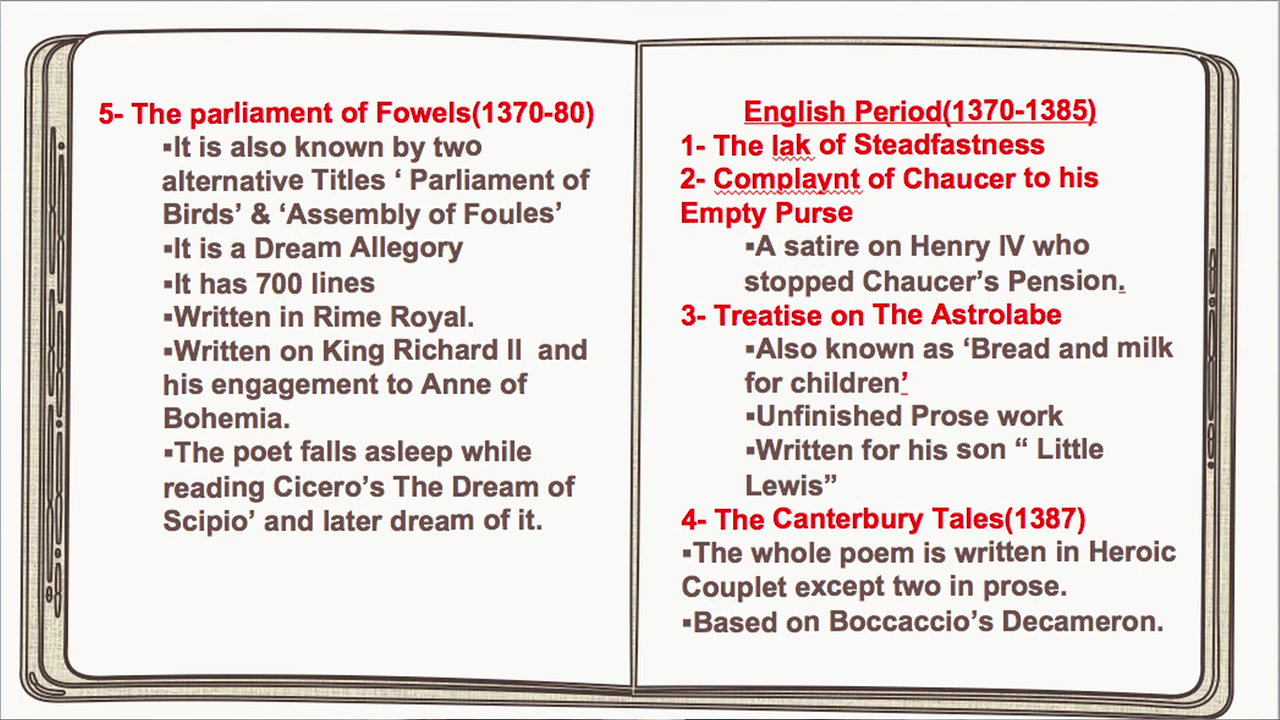 5- The parliament of Fowels(1370-80)
▪It is also known by two
alternative Titles ‘ Parliament of
Birds’ & ‘Assembly of Foules’
▪It is a Dream Allegory
▪It has 700 lines
▪Written in Rime Royal.
▪Written on King Richard II and
his engagement to Anne of
Bohemia.
▪The poet falls asleep while
reading Cicero’s The Dream of
Scipio’ and later dream of it.
English Period(1370-1385)
1- The lak of Steadfastness
2- Complaynt of Chaucer to his
Empty Purse
▪A satire on Henry IV who
stopped Chaucer’s Pension.
3- Treatise on The Astrolabe
▪Also known as ‘Bread and milk
for children’
▪Unfinished Prose work
▪Written for his son “ Little
Lewis”
4- The Canterbury Tales(1387)
▪The whole poem is written in Heroic
Couplet except two in prose.
▪Based on Boccaccio’s Decameron.